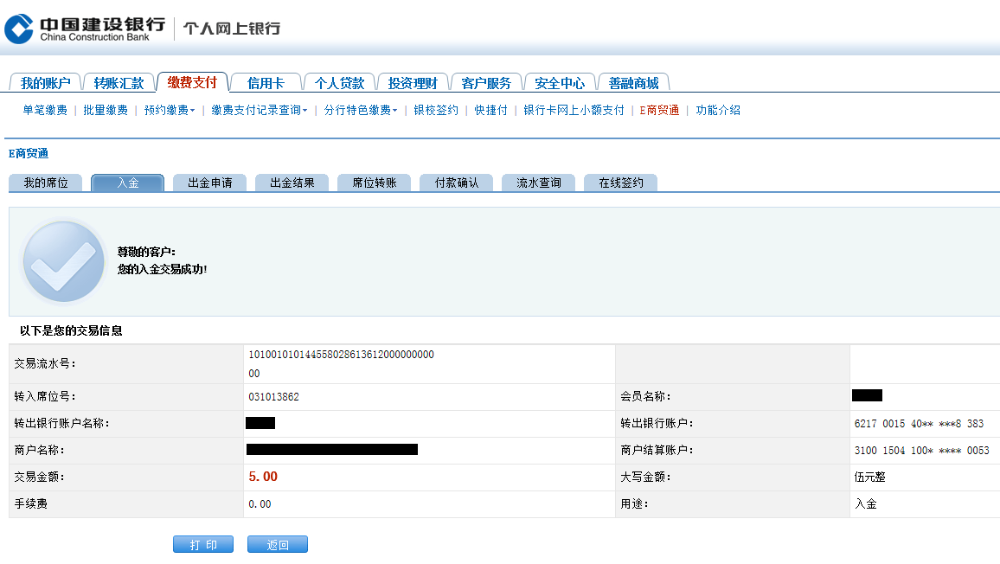 中国建设银行 个人网上银行
China Construction Bank
我的账户 转账汇款 缴费支付 信用卡 个人贷款 投资理财 客户服务 安全中心 善融商城
单笔缴费 | 批量缴费 | 预约缴费 | 缴费支付记录查询 | 分行特色缴费 | 银校签约 | 快捷付 | 银行卡网上小额支付 | E商贸通 | 功能介绍
E商贸通
我的席位 入金 出金申请 出金结果 席位转账 付款确认 流水查询 在线签约
尊敬的客户:
您的入金交易成功!
以下是您的交易信息
交易流水号: 101001010144558028613612000000000
00
转入席位号: 031013862 会员名称:
转出银行账户名称: 转出银行账户: 6217 0015 40** ***8 383
商户名称: 商户结算账户: 3100 1504 100* **** 0053
交易金额: 5.00 大写金额: 伍元整
手续费 0.00 用途: 入金
打 印 返回